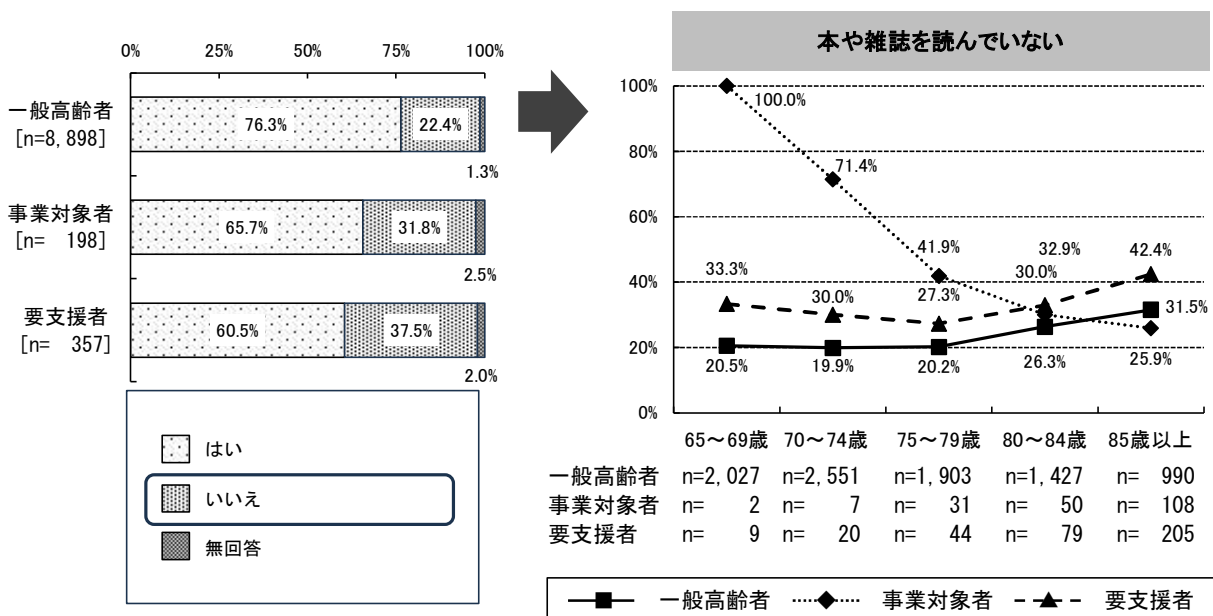 0% 25% 50% 75% 100%
一般高齢者
[n=8,898]
76.3% 22.4%
1.3%
事業対象者
[n= 198]
65.7% 31.8%
2.5%
要支援者
[n= 357]
60.5% 37.5%
2.0%
はい
いいえ
無回答
本や雑誌を読んでいない
100%
80%
60%
40%
20%
0%
100.0%
71.4%
41.9% 32.9% 42.4%
33.3% 30.0% 27.3% 30.0% 31.5%
20.5% 19.9% 20.2% 26.3% 25.9%
65~69歳 70~74歳 75~79歳 80~84歳 85歳以上
一般高齢者 n=2,027 n=2,551 n=1,903 n=1,427 n= 990
事業対象者 n= 2 n= 7 n= 31 n= 50 n= 108
要支援者 n= 9 n= 20 n= 44 n= 79 n= 205
一般高齢者 事業対象者 要支援者